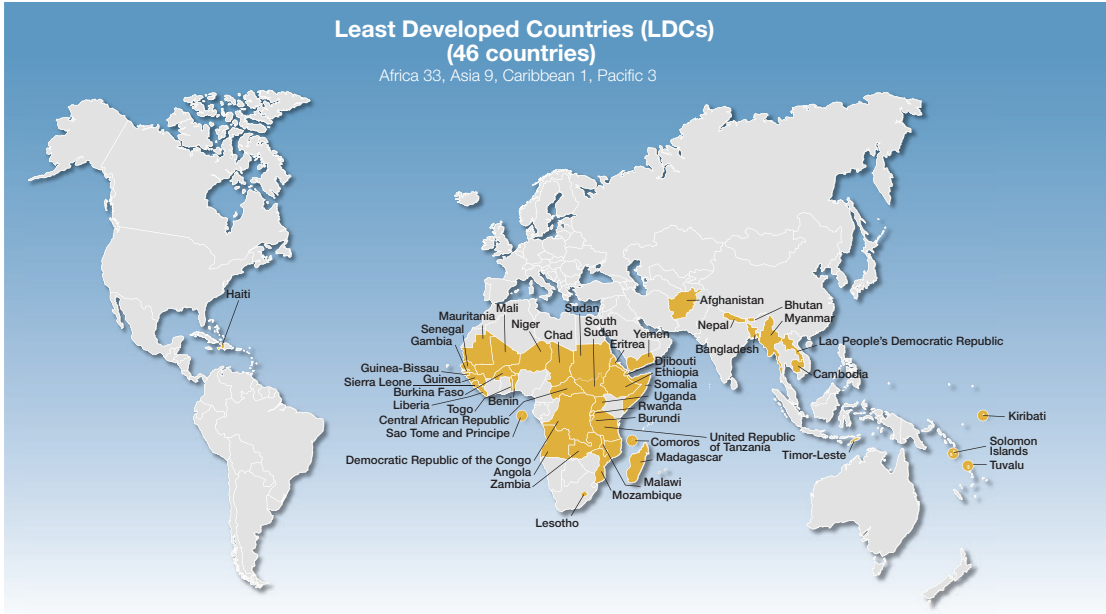 Least Developed Countries (LDCs)
(46 countries)
Africa 33, Asia 9, Caribbean 1, Pacific 3
Haiti
Mauritania
Mali
Niger
Chad
Sudan
South
Sudan
Eritrea
Yemen
Senegal
Gambia
Guinea-Bissau
Guinea
Sierra Leone
Burkina Faso
Liberia
Togo
Benin
Central African Republic
Sao Tome and Principe
Democratic Republic of the Congo
Angola
Zambia
Lesotho
Djibouti
Ethiopia
Somalia
Uganda
Rwanda
Burundi
United Republic
of Tanzania
Comoros
Madagascar
Malawi
Mozambique
Afghanistan
Nepal
Bhutan
Myanmar
Bangladesh
Lao People's Democratic Republic
Cambodia
Timor-Leste
Kiribati
Solomon
Islands
Tuvalu